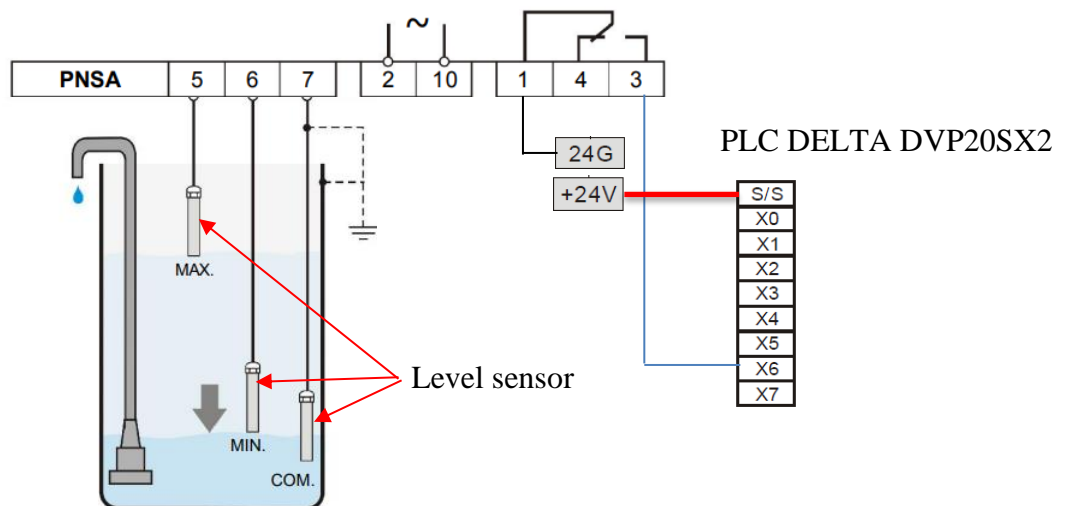 ~
PNSA 5 6 7 2 10 1 4 3
24G
+24V
PLC DELTA DVP20SX2
S/S
X0
X1
X2
X3
X4
X5
X6
X7
MAX.
Level sensor
MIN.
COM.